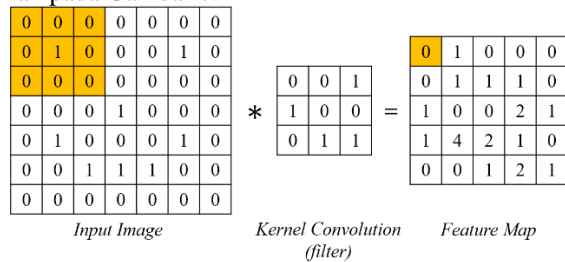 0 0 0 0 0 0 0
0 1 0 0 0 1 0
0 0 0 0 0 0 0
0 0 0 1 0 0 0
0 1 0 0 0 1 0
0 0 1 1 1 0 0
0 0 0 0 0 0 0
Input Image
*
0 0 1
1 0 0
0 1 1
Kernel Convolution
(filter)
=
0 1 0 0 0
0 1 1 1 0
1 0 0 2 1
1 4 2 1 0
0 0 1 2 1
Feature Map